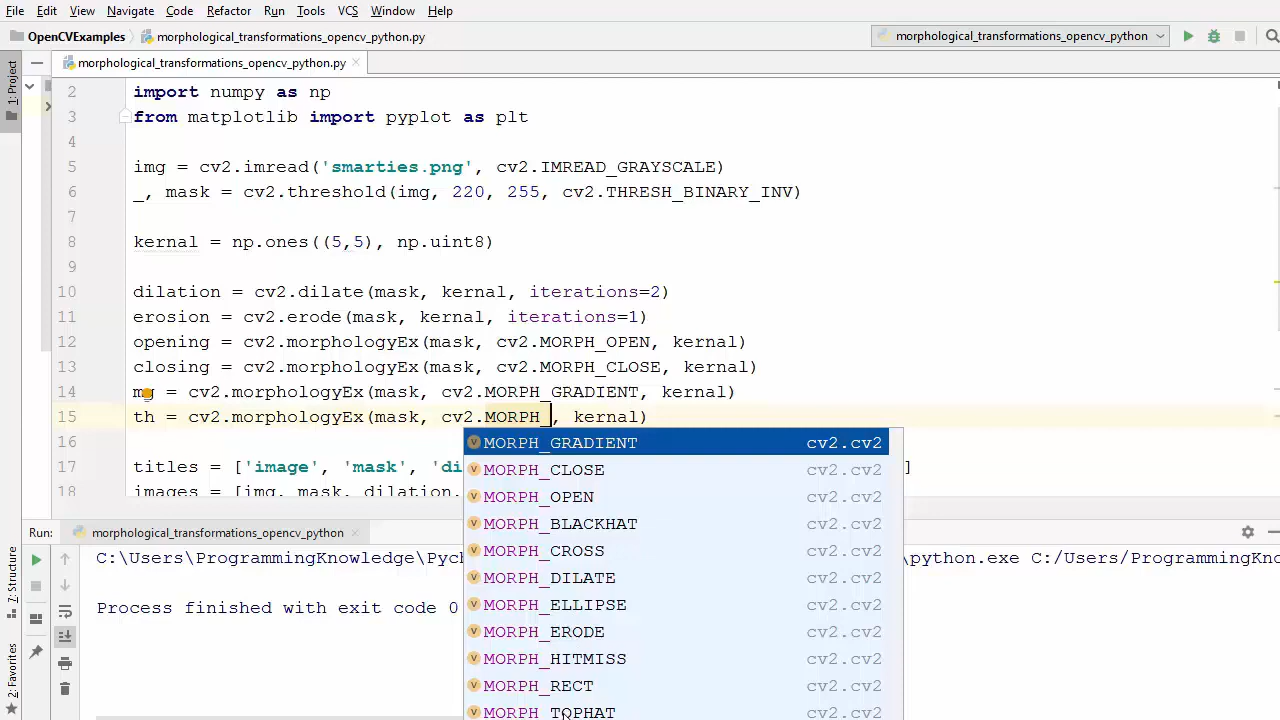 File Edit View Navigate Code Refactor Run Tools VCS Window Help
OpenCVExamples morphological_transformations_opencv_python.py morphological_transformations_opencv_python
1: Project
morphological_transformations_opencv_python.py
2 import numpy as np
3 from matplotlib import pyplot as plt
4
5 img = cv2.imread('smarties.png', cv2.IMREAD_GRAYSCALE)
6 _, mask = cv2.threshold(img, 220, 255, cv2.THRESH_BINARY_INV)
7
8 kernal = np.ones((5,5), np.uint8)
9
10 dilation = cv2.dilate(mask, kernal, iterations=2)
11 erosion = cv2.erode(mask, kernal, iterations=1)
12 opening = cv2.morphologyEx(mask, cv2.MORPH_OPEN, kernal)
13 closing = cv2.morphologyEx(mask, cv2.MORPH_CLOSE, kernal)
14 mg = cv2.morphologyEx(mask, cv2.MORPH_GRADIENT, kernal)
15 th = cv2.morphologyEx(mask, cv2.MORPH_, kernal)
16
17 titles = ['image', 'mask', 'di ]
18 images = [img, mask, dilation,
MORPH_GRADIENT cv2.cv2
MORPH_CLOSE cv2.cv2
MORPH_OPEN cv2.cv2
MORPH_BLACKHAT cv2.cv2
MORPH_CROSS cv2.cv2
MORPH_DILATE cv2.cv2
MORPH_ELLIPSE cv2.cv2
MORPH_ERODE cv2.cv2
MORPH_HITMISS cv2.cv2
MORPH_RECT cv2.cv2
MORPH_TOPHAT cv2.cv2
Run: morphological_transformations_opencv_python
C:\Users\ProgrammingKnowledge\Pych \python.exe C:/Users/ProgrammingKno
Process finished with exit code 0
7: Structure
2: Favorites